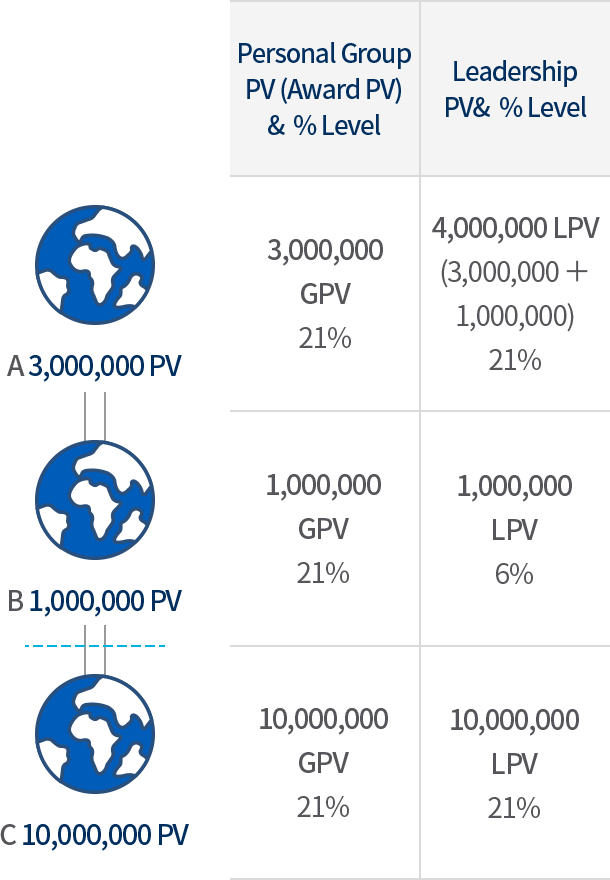 Personal Group
PV (Award PV)
& % Level
Leadership
PV& % Level
A 3,000,000 PV
3,000,000
GPV
21%
4,000,000 LPV
(3,000,000 +
1,000,000)
21%
B 1,000,000 PV
1,000,000
GPV
21%
1,000,000
LPV
6%
C 10,000,000 PV
10,000,000
GPV
21%
10,000,000
LPV
21%